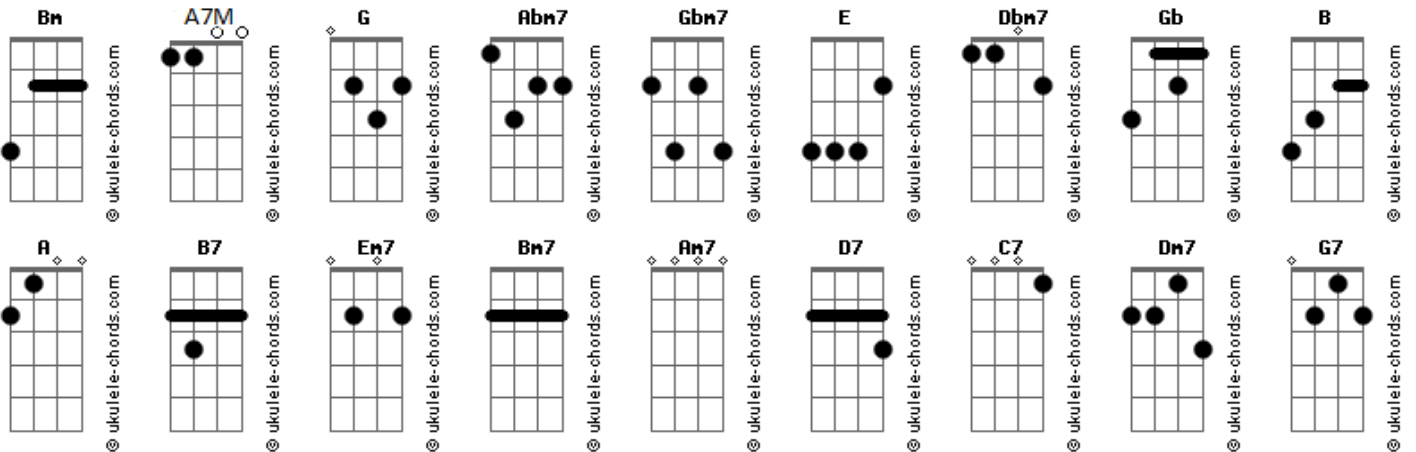 Bm A7M G Abm7 Gbm7 E Dbm7 Gb B
© ukulele-chords.com © ukulele-chords.com © ukulele-chords.com © ukulele-chords.com © ukulele-chords.com © ukulele-chords.com © ukulele-chords.com © ukulele-chords.com © ukulele-chords.com
A B7 Em7 Bm7 Am7 D7 C7 Dm7 G7
© ukulele-chords.com © ukulele-chords.com © ukulele-chords.com © ukulele-chords.com © ukulele-chords.com © ukulele-chords.com © ukulele-chords.com © ukulele-chords.com © ukulele-chords.com